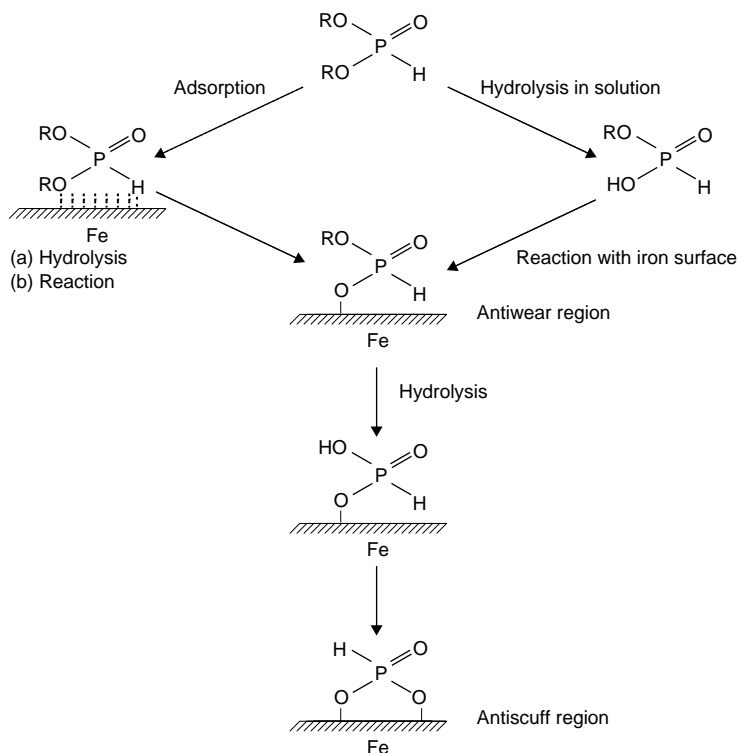 RO
O
P
RO
H
Adsorption
Hydrolysis in solution
RO
O
P
RO
H
Fe
(a) Hydrolysis
(b) Reaction
RO
O
P
HO
H
Reaction with iron surface
RO
O
P
O
H
Fe
Antiwear region
Hydrolysis
HO
O
P
O
H
Fe
H
O
P
O
O
Fe
Antiscuff region